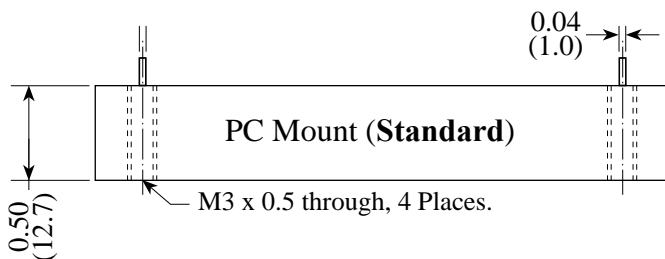 0.04
(1.0)
PC Mount (Standard)
M3 x 0.5 through, 4 Places.
0.50
(12.7)